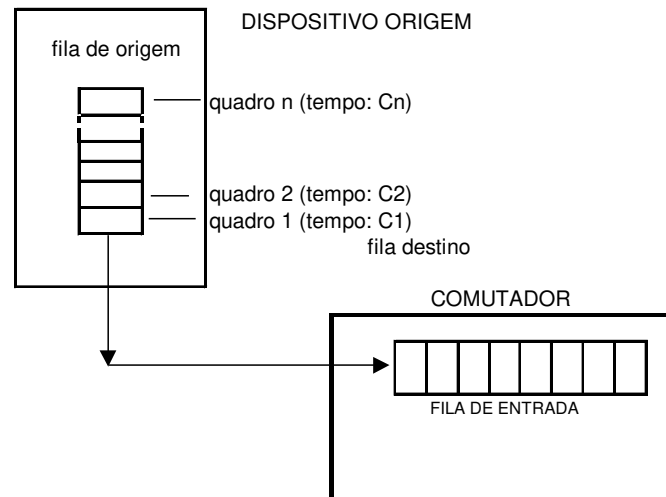 DISPOSITIVO ORIGEM
fila de origem
quadro n (tempo: Cn)
quadro 2 (tempo: C2)
quadro 1 (tempo: C1)
fila destino
COMUTADOR
FILA DE ENTRADA